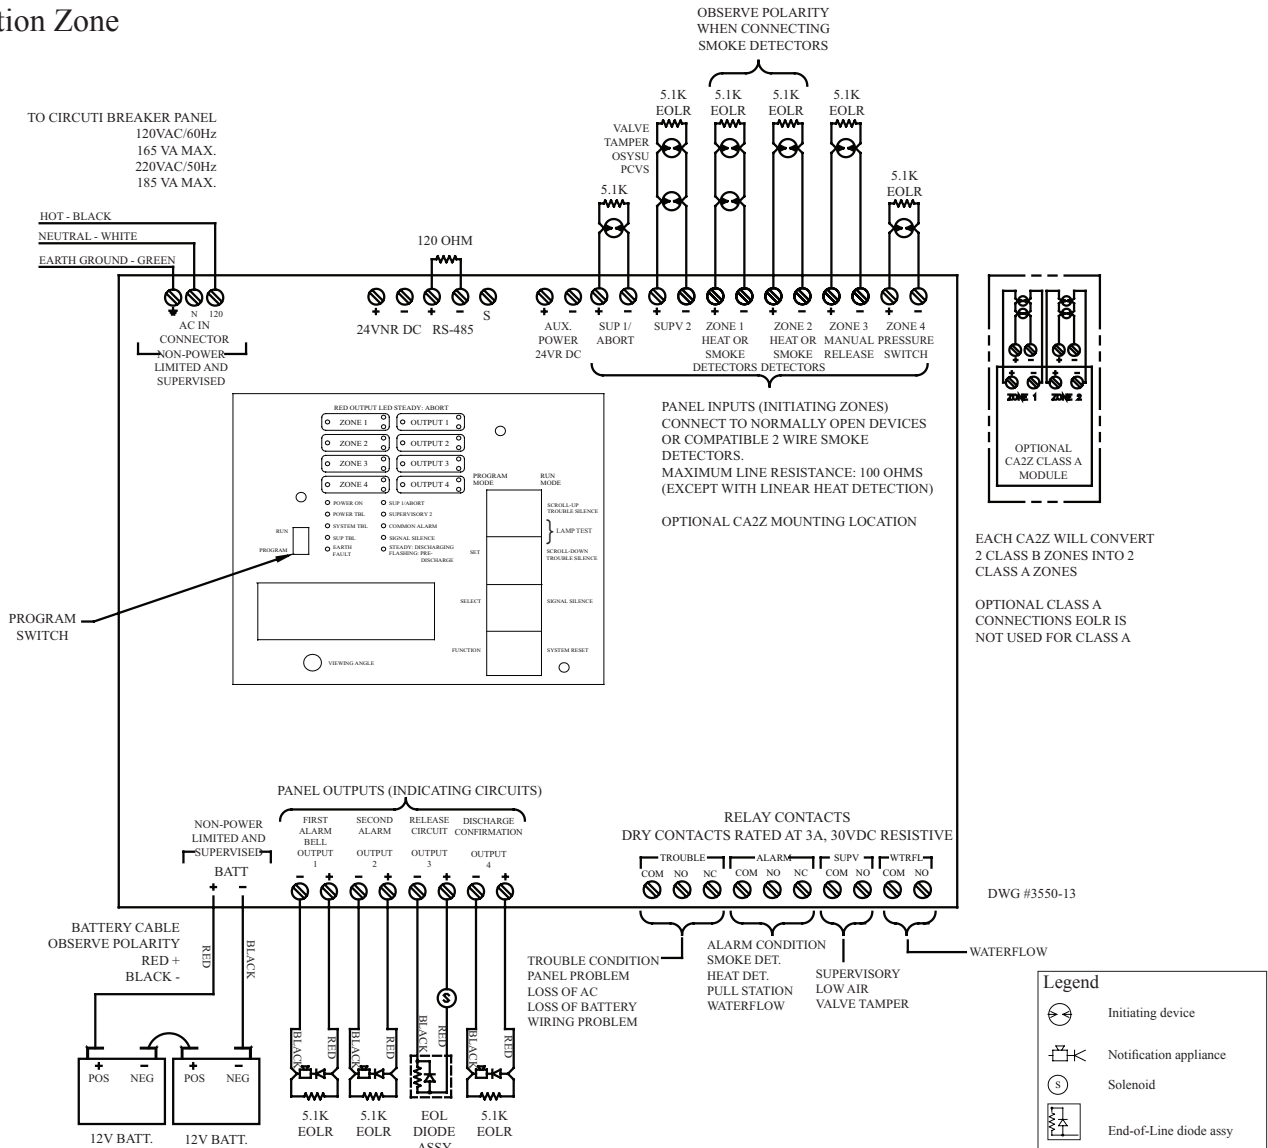 tion Zone
OBSERVE POLARITY
WHEN CONNECTING
SMOKE DETECTORS
TO CIRCUTI BREAKER PANEL
120VAC/60Hz
165 VA MAX.
220VAC/50Hz
185 VA MAX.
HOT - BLACK
NEUTRAL - WHITE
EARTH GROUND - GREEN
5.1K
EOLR
5.1K
EOLR
5.1K
EOLR
5.1K
EOLR
VALVE
TAMPER
OSYSU
PCVS
5.1K
5.1K
EOLR
120 OHM
N 120
AC IN
CONNECTOR
NON-POWER
LIMITED AND
SUPERVISED
+ -
24VNR DC
+ -
RS-485
S
+ -
AUX.
POWER
24VR DC
+ -
SUP 1/
ABORT
+ -
SUPV 2
+ -
ZONE 1
HEAT OR
SMOKE
DETECTORS
+ -
ZONE 2
HEAT OR
SMOKE
DETECTORS
+ -
ZONE 3
MANUAL
RELEASE
+ -
ZONE 4
PRESSURE
SWITCH
+ - + -
+ - + -
ZONE 1 ZONE 2
OPTIONAL
CA2Z CLASS A
MODULE
PANEL INPUTS (INITIATING ZONES)
CONNECT TO NORMALLY OPEN DEVICES
OR COMPATIBLE 2 WIRE SMOKE
DETECTORS.
MAXIMUM LINE RESISTANCE: 100 OHMS
(EXCEPT WITH LINEAR HEAT DETECTION)
OPTIONAL CA2Z MOUNTING LOCATION
EACH CA2Z WILL CONVERT
2 CLASS B ZONES INTO 2
CLASS A ZONES
OPTIONAL CLASS A
CONNECTIONS EOLR IS
NOT USED FOR CLASS A
RED OUTPUT LED STEADY: ABORT
ZONE 1 OUTPUT 1
ZONE 2 OUTPUT 2
ZONE 3 OUTPUT 3
ZONE 4 OUTPUT 4
POWER ON SUP 1/ABORT
POWER TBL SUPERVISORY 2
SYSTEM TBL COMMON ALARM
SUP TBL SIGNAL SILENCE
EARTH
FAULT
STEADY: DISCHARGING
FLASHING: PRE-
DISCHARGE
RUN
PROGRAM
PROGRAM
MODE
RUN
MODE
SCROLL-UP
TROUBLE SILENCE
LAMP TEST
SET
SCROLL-DOWN
TROUBLE SILENCE
SELECT SIGNAL SILENCE
FUNCTION SYSTEM RESET
VIEWING ANGLE
PROGRAM
SWITCH
PANEL OUTPUTS (INDICATING CIRCUITS)
NON-POWER
LIMITED AND
SUPERVISED
BATT
+ -
FIRST
ALARM
BELL
OUTPUT
1
- +
SECOND
ALARM
OUTPUT
2
- +
RELEASE
CIRCUIT
OUTPUT
3
- +
DISCHARGE
CONFIRMATION
OUTPUT
4
- +
RELAY CONTACTS
DRY CONTACTS RATED AT 3A, 30VDC RESISTIVE
TROUBLE ALARM SUPV WTRFL
COM NO NC COM NO NC COM NO COM NO
DWG #3550-13
BATTERY CABLE
OBSERVE POLARITY
RED +
BLACK -
RED
BLACK
TROUBLE CONDITION
PANEL PROBLEM
LOSS OF AC
LOSS OF BATTERY
WIRING PROBLEM
ALARM CONDITION
SMOKE DET.
HEAT DET.
PULL STATION
WATERFLOW
SUPERVISORY
LOW AIR
VALVE TAMPER
WATERFLOW
S
BLACK RED
BLACK RED
BLACK RED
BLACK RED
+ -
POS NEG
+ -
POS NEG
12V BATT.
12V BATT.
5.1K
EOLR
5.1K
EOLR
EOL
DIODE
ASSY
5.1K
EOLR
Legend
Initiating device
Notification appliance
S Solenoid
End-of-Line diode assy